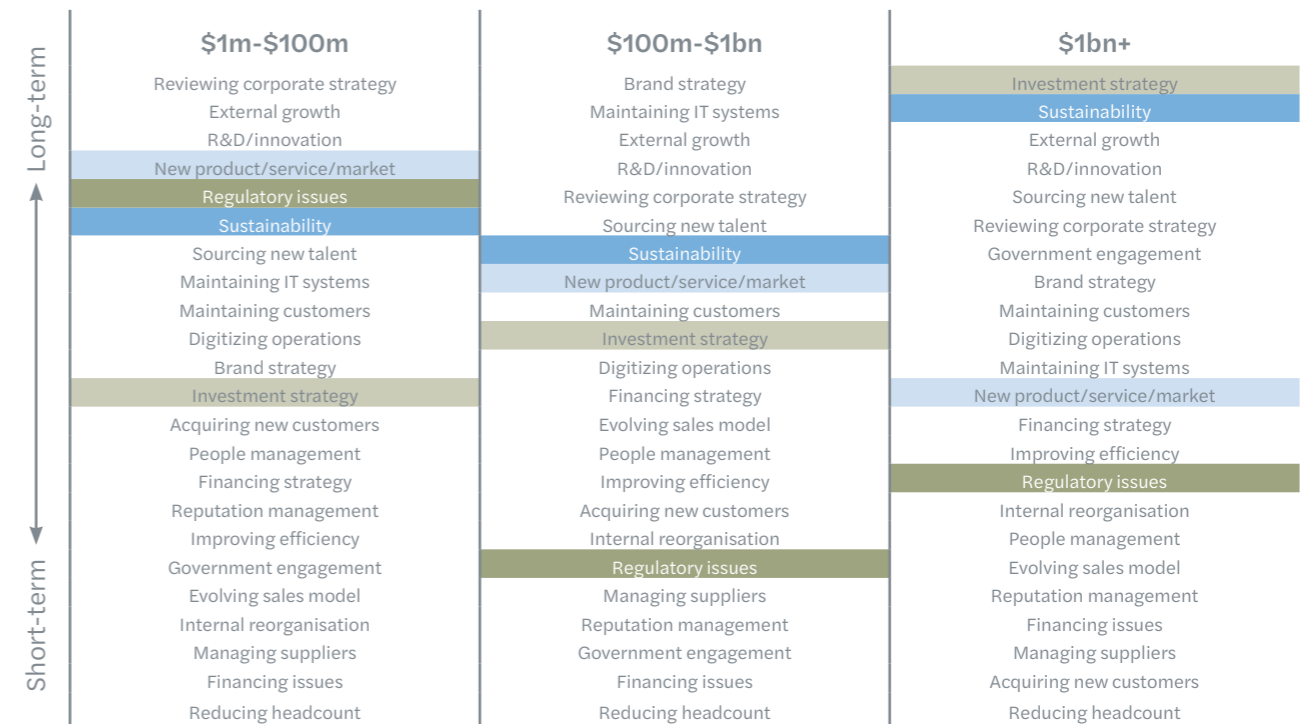 $1m-$100m
Reviewing corporate strategy
External growth
R&D/innovation
New product/service/market
Regulatory issues
Sustainability
Sourcing new talent
Maintaining IT systems
Maintaining customers
Digitizing operations
Brand strategy
Investment strategy
Acquiring new customers
People management
Financing strategy
Reputation management
Improving efficiency
Government engagement
Evolving sales model
Internal reorganisation
Managing suppliers
Financing issues
Reducing headcount
$100m-$1bn
Brand strategy
Maintaining IT systems
External growth
R&D/innovation
Reviewing corporate strategy
Sourcing new talent
Sustainability
New product/service/market
Maintaining customers
Investment strategy
Digitizing operations
Financing strategy
Evolving sales model
People management
Improving efficiency
Acquiring new customers
Internal reorganisation
Regulatory issues
Managing suppliers
Reputation management
Government engagement
Financing issues
Reducing headcount
$1bn+
Investment strategy
Sustainability
External growth
R&D/innovation
Sourcing new talent
Reviewing corporate strategy
Government engagement
Brand strategy
Maintaining customers
Digitizing operations
Maintaining IT systems
New product/service/market
Financing strategy
Improving efficiency
Regulatory issues
Internal reorganisation
People management
Evolving sales model
Reputation management
Financing issues
Managing suppliers
Acquiring new customers
Reducing headcount
Long-term
Short-term